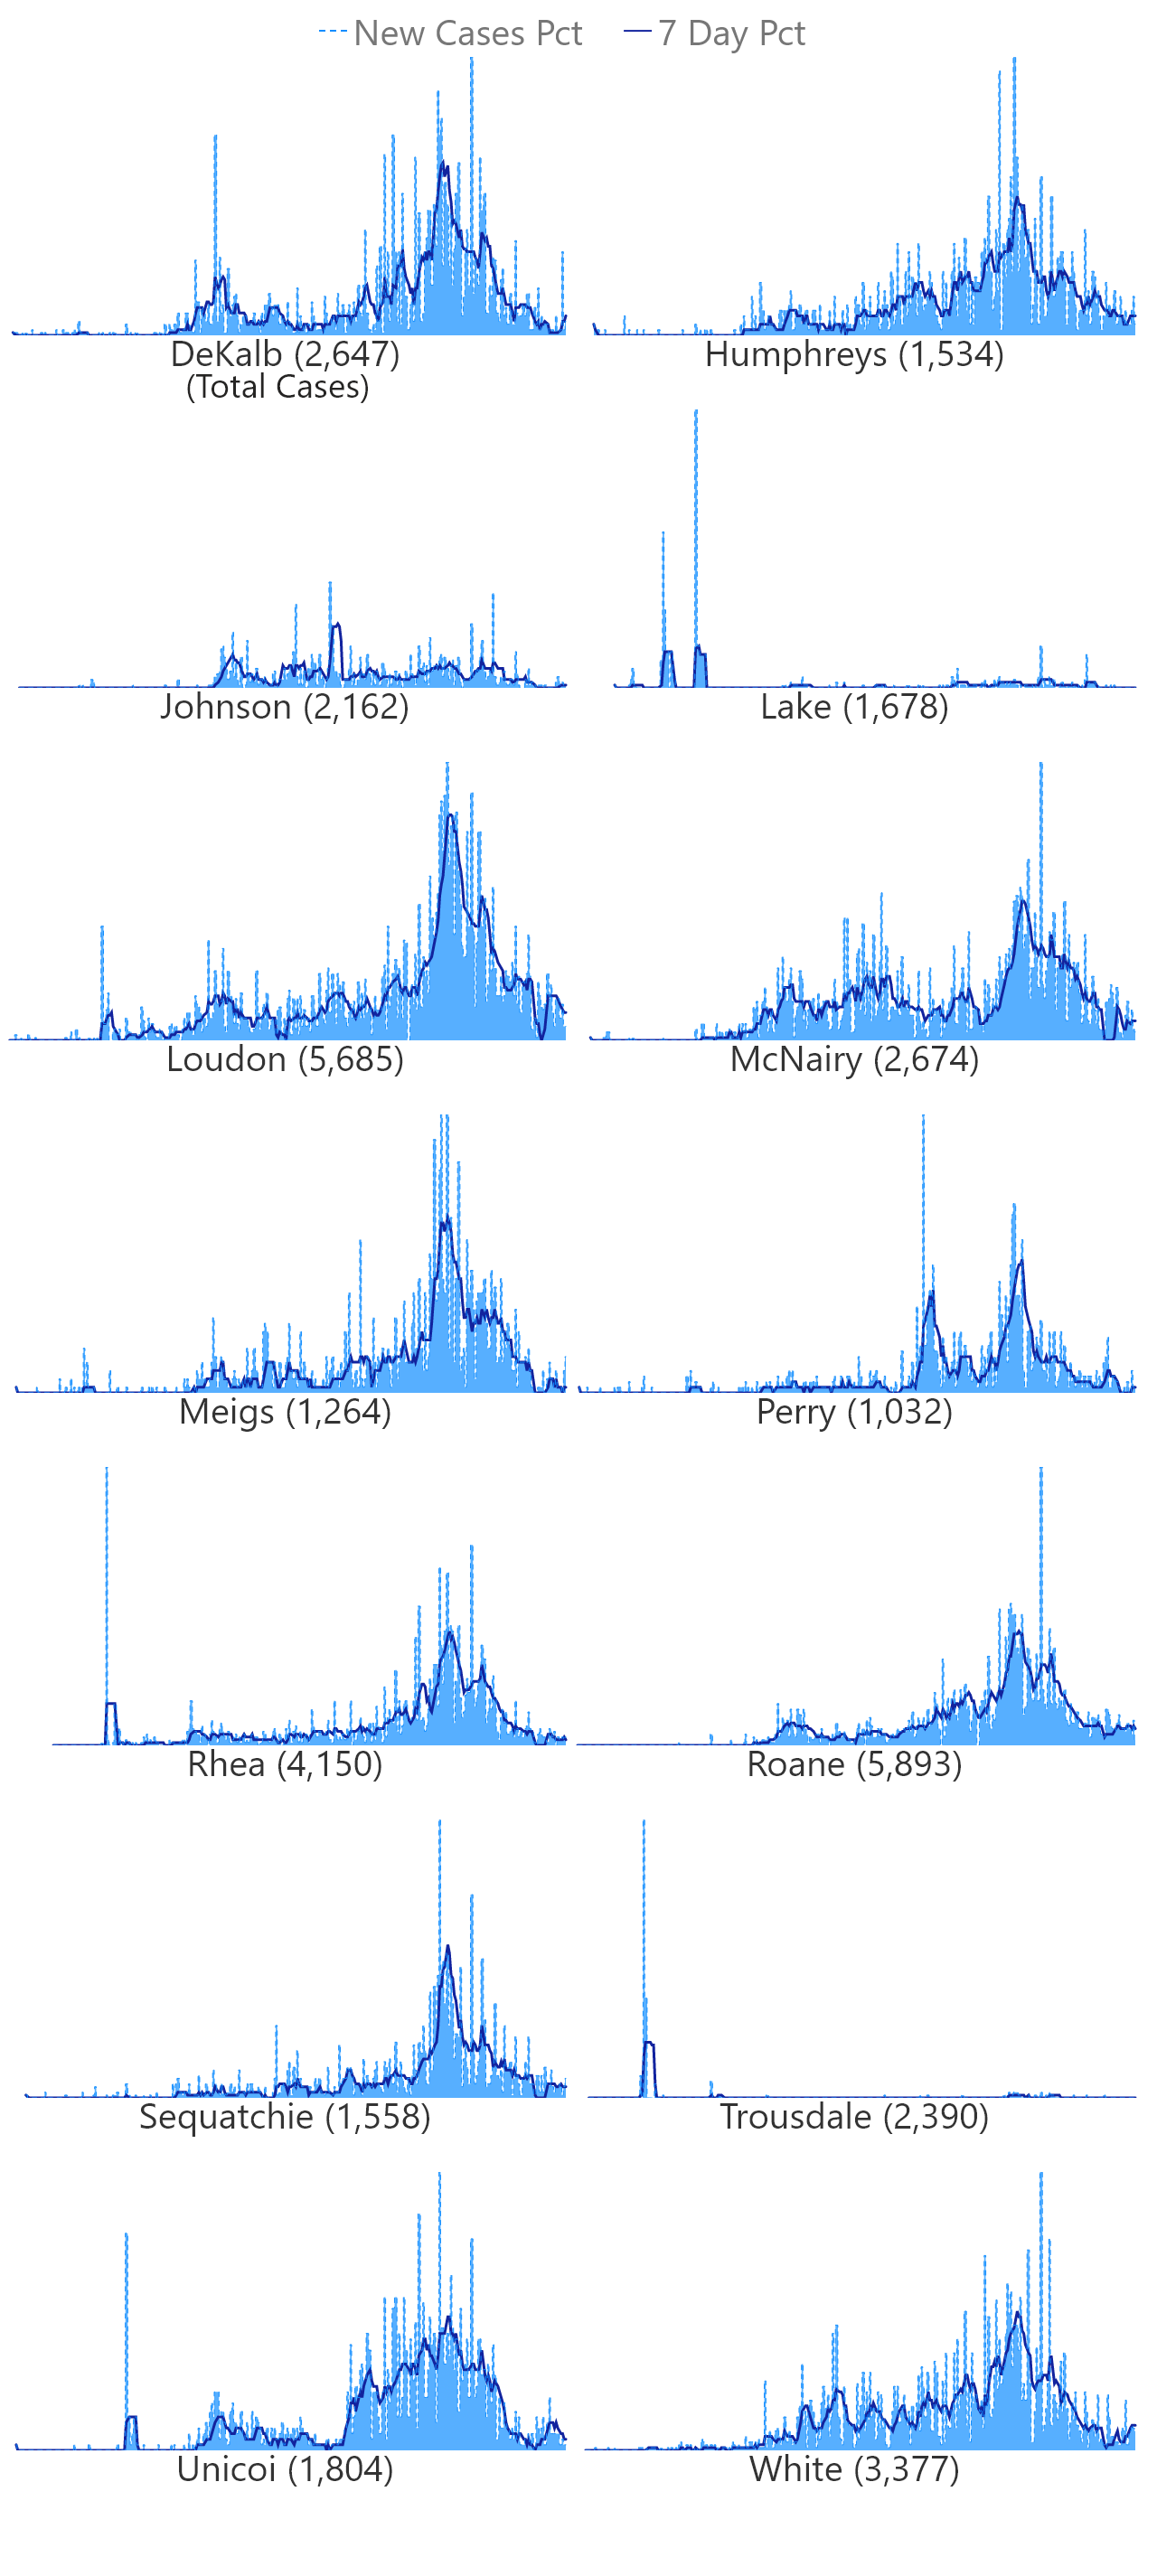 New Cases Pct 7 Day Pct
DeKalb (2,647) Humphreys (1,534)
(Total Cases)
Johnson (2,162) Lake (1,678)
Loudon (5,685) McNairy (2,674)
Meigs (1,264) Perry (1,032)
Rhea (4,150) Roane (5,893)
Sequatchie (1,558) Trousdale (2,390)
Unicoi (1,804) White (3,377)